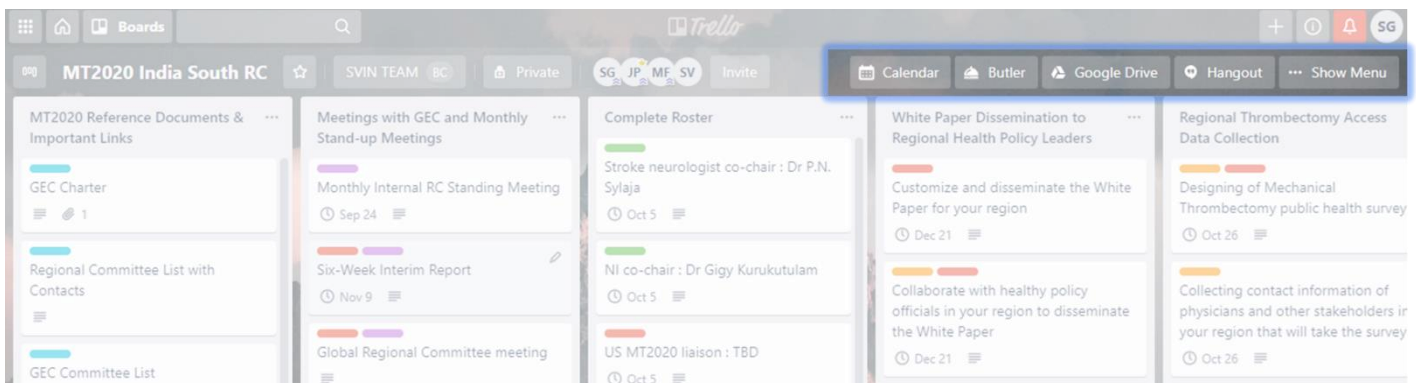 Boards
Trello
SG
MT2020 India South RC
SVIN TEAM BC
Private
SG JP MF SV
Invite
Calendar
Butler
Google Drive
Hangout
··· Show Menu
MT2020 Reference Documents & ···
Important Links
GEC Charter
1
Regional Committee List with
Contacts
GEC Committee List
Meetings with GEC and Monthly ···
Stand-up Meetings
Monthly Internal RC Standing Meeting
Sep 24
Six-Week Interim Report
Nov 9
Global Regional Committee meeting
Complete Roster ···
Stroke neurologist co-chair : Dr P.N.
Sylaja
Oct 5
NI co-chair : Dr Gigy Kurukutulam
Oct 5
US MT2020 liaison : TBD
Oct 5
White Paper Dissemination to ···
Regional Health Policy Leaders
Customize and disseminate the White
Paper for your region
Dec 21
Collaborate with healthy policy
officials in your region to disseminate
the White Paper
Dec 21
Regional Thrombectomy Access
Data Collection
Designing of Mechanical
Thrombectomy public health survey
Oct 26
Collecting contact information of
physicians and other stakeholders in
your region that will take the survey
Oct 26